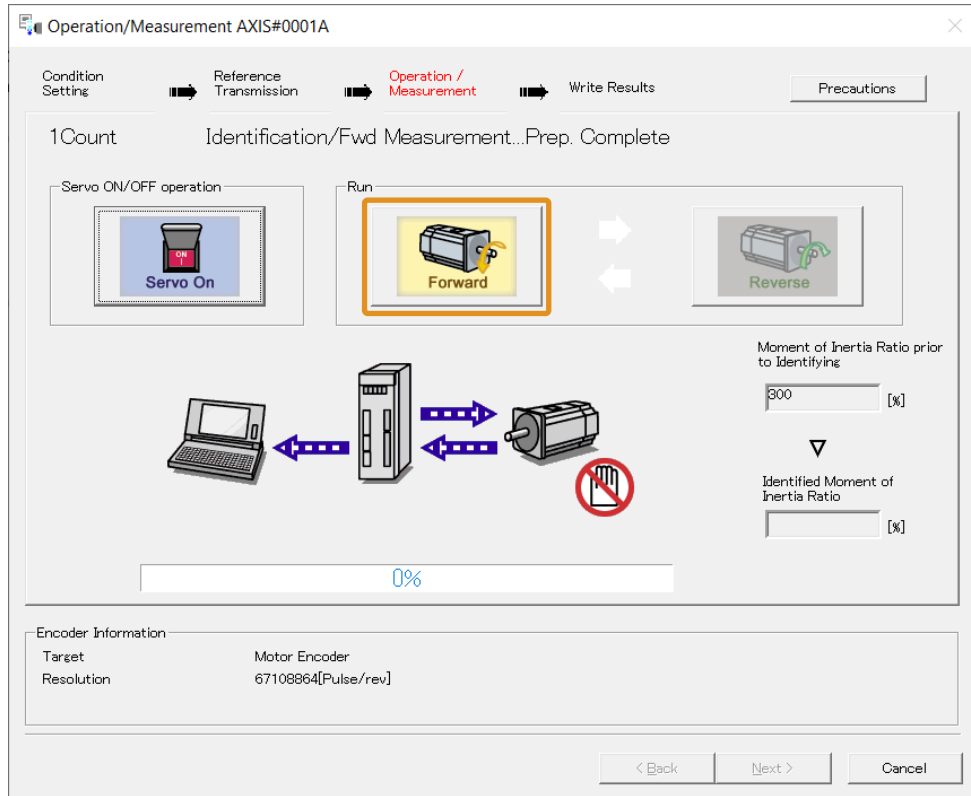 Operation/Measurement AXIS#0001A
Condition
Setting
Reference
Transmission
Operation /
Measurement
Write Results
Precautions
1Count
Identification/Fwd Measurement...Prep. Complete
Servo ON/OFF operation
Run
ON
I
Servo On
Forward
Reverse
Moment of Inertia Ratio prior
to Identifying
300
[%]
Identified Moment of
Inertia Ratio
[%]
0%
Encoder Information
Target
Motor Encoder
Resolution
67108864[Pulse/rev]
< Back
Next >
Cancel